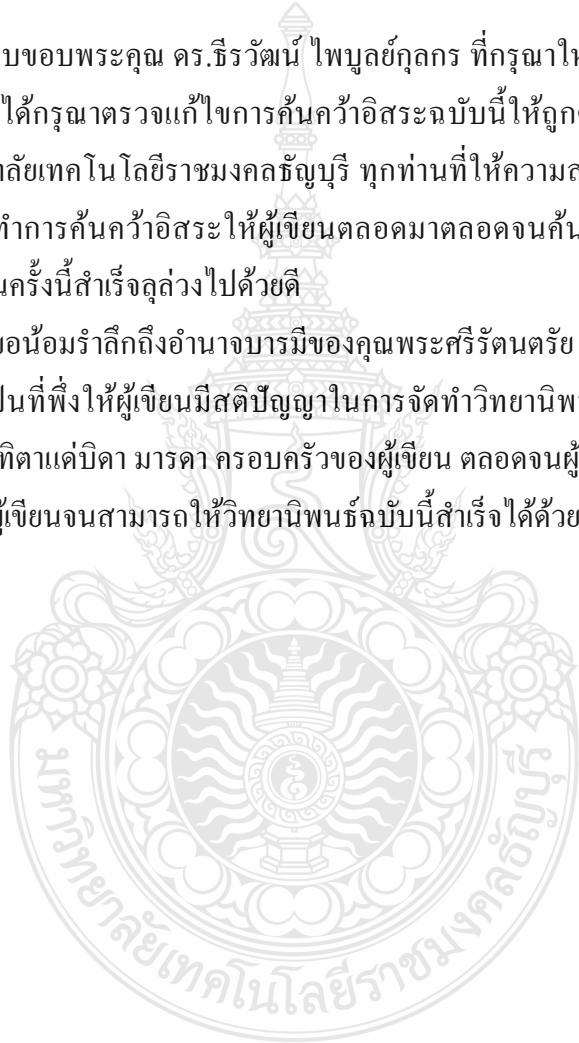 บขอบพระคุณ ดร.ธีรวัฒน์ ไพบูลย์กุลกร ที่กรุณาให้
ได้กรุณาตรวจแก้ไขการค้นคว้าอิสระฉบับนี้ให้ถูก
าลัยเทคโนโลยีราชมงคลธัญบุรี ทุกท่านที่ให้ความส
ทำการค้นคว้าอิสระให้ผู้เขียนตลอดมาตลอดจนค้น
นครั้งนี้สำเร็จลุล่วงไปด้วยดี
อน้อมรำลึกถึงอำนาจบารมีของคุณพระศรีรัตนตรัย
ป็นที่พึ่งให้ผู้เขียนมีสติปัญญาในการจัดทำวิทยานิพ
ทิตาแด่บิดา มารดา ครอบครัวของผู้เขียน ตลอดจนผู้
ผู้เขียนจนสามารถให้วิทยานิพนธ์ฉบับนี้สำเร็จได้ด้วย
มหาวิทยาลัยเทคโนโลยีราชมงคลธัญบุรี